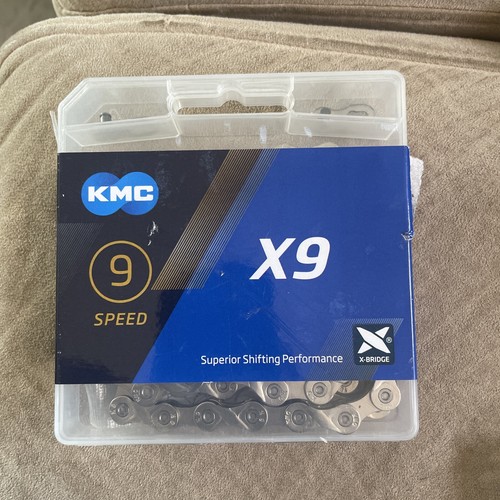 KMC
9
SPEED
X9
Superior Shifting Performance
X-BRIDGE
®